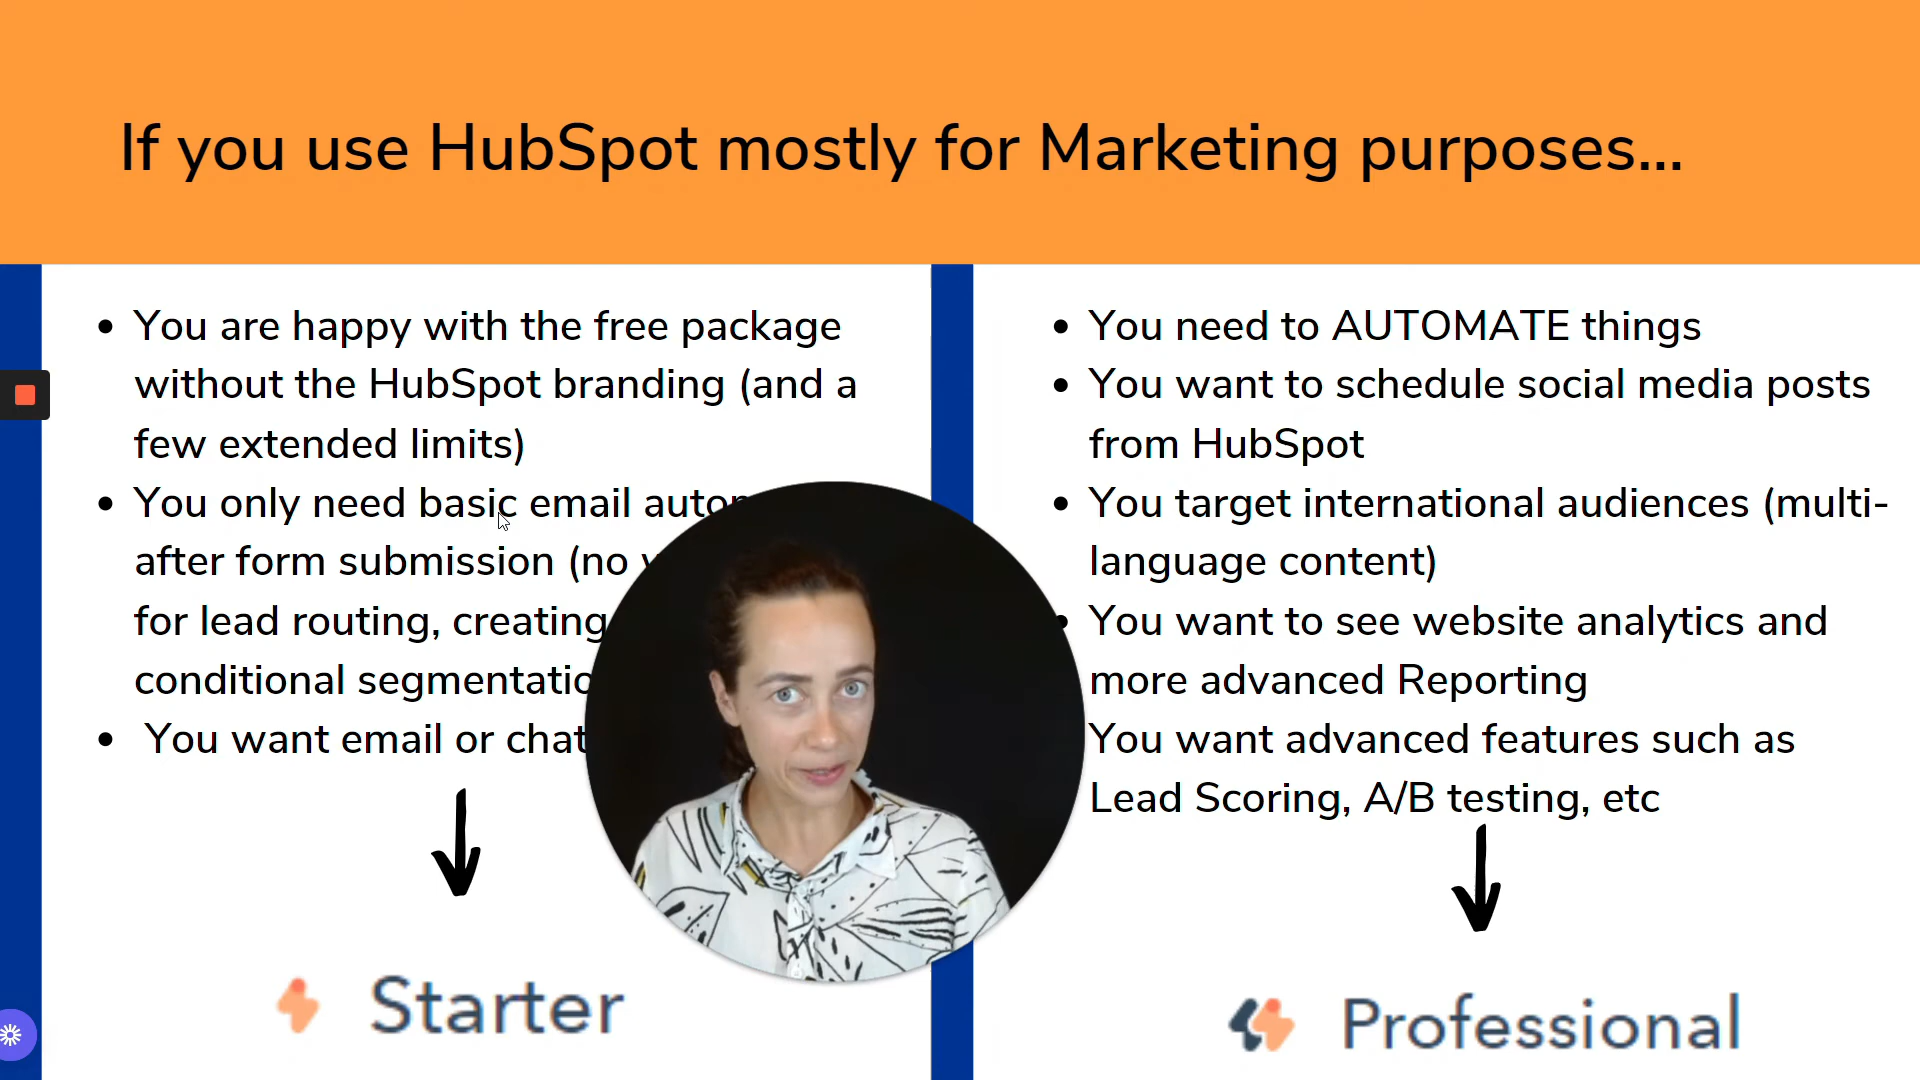 If you use HubSpot mostly for Marketing purposes...
• You are happy with the free package
without the HubSpot branding (and a
few extended limits)
• You only need basic email
after form submission (no
for lead routing, creating
conditional
• You want email or chat
Starter
• You need to AUTOMATE things
• You want to schedule social media posts
from HubSpot
• You target international audiences (multi-
language content)
• You want to see website analytics and
more advanced Reporting
You want advanced features such as
Lead Scoring, A/B testing, etc
Professional